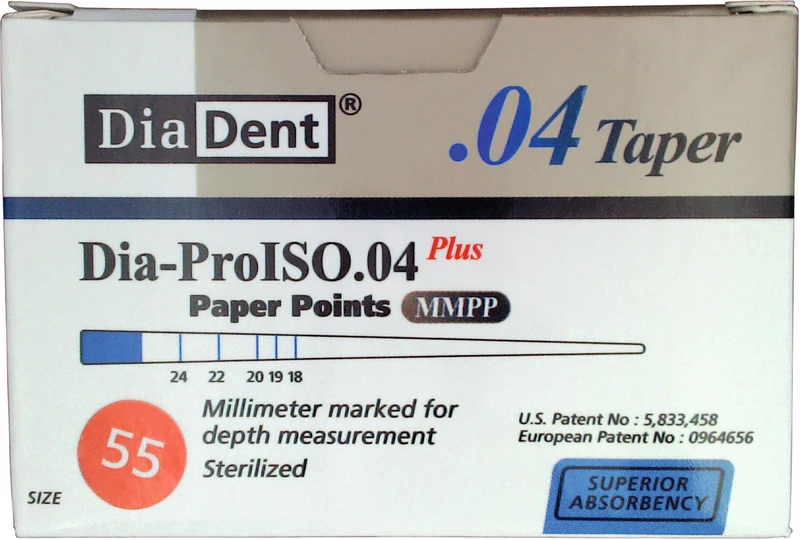 DiaDent®
.04 Taper
Dia-ProISO.04 Plus
Paper Points MMPP
24 22 20 19 18
Millimeter marked for
depth measurement
Sterilized
55
SIZE
U.S. Patent No : 5,833,458
European Patent No : 0964656
SUPERIOR
ABSORBENCY